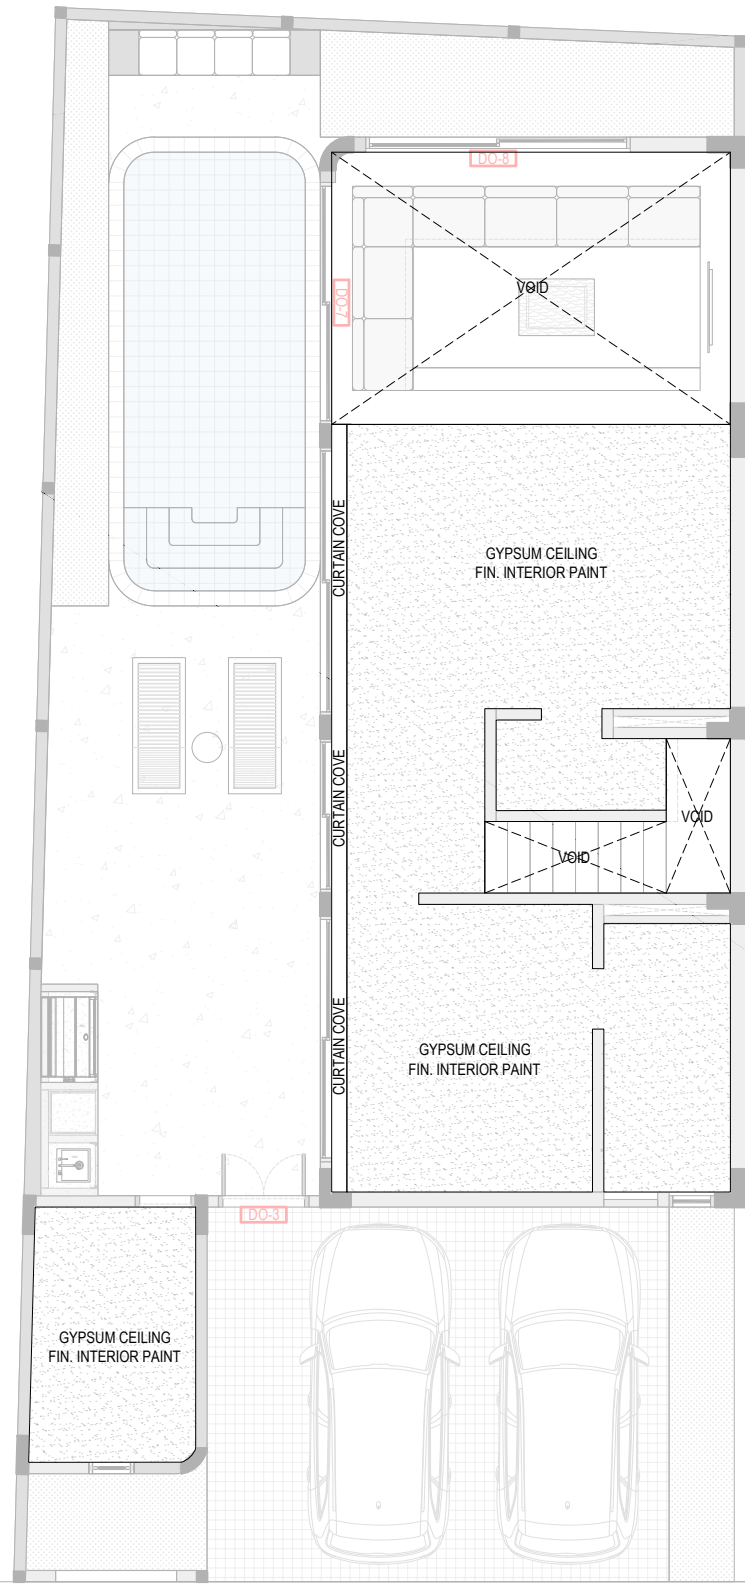 DO-8
VOID
DO-7
CURTAIN COVE
GYPSUM CEILING
FIN. INTERIOR PAINT
CURTAIN COVE
VOID
VOID
CURTAIN COVE
GYPSUM CEILING
FIN. INTERIOR PAINT
DO-3
GYPSUM CEILING
FIN. INTERIOR PAINT